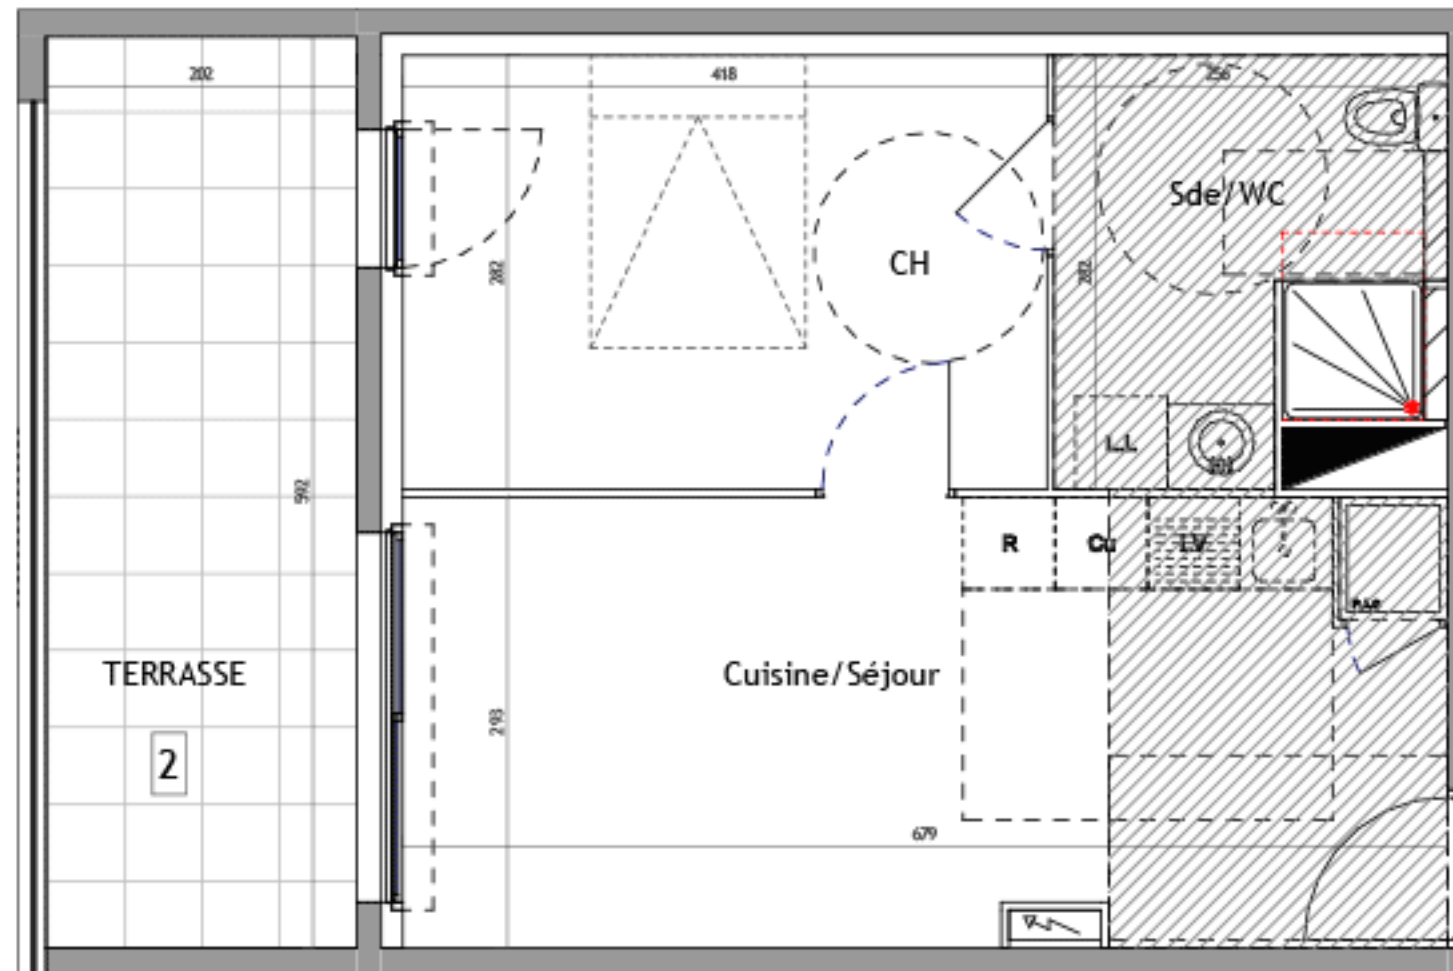 202
418
256
Sde/WC
CH
282
282
L.L
592
R
Cu
LV
TERRASSE
Cuisine/Séjour
2
293
679